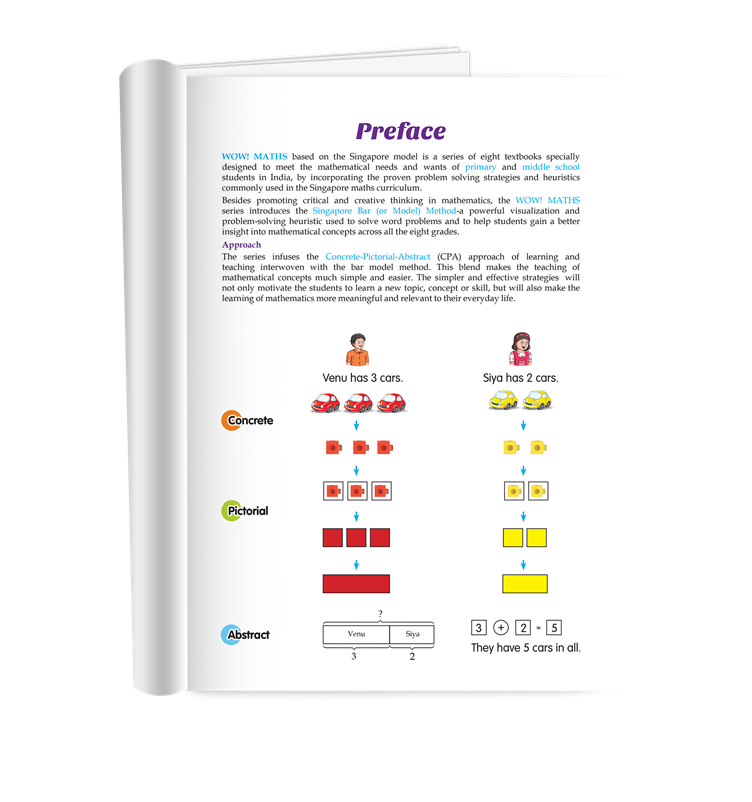 Preface
WOW! MATHS based on the Singapore model is a series of eight textbooks specially
designed to meet the mathematical needs and wants of primary and middle school
students in India, by incorporating the proven problem solving strategies and heuristics
commonly used in the Singapore maths curriculum.
Besides promoting critical and creative thinking in mathematics, the WOW! MATHS
series introduces the Singapore Bar (or Model) Method-a powerful visualization and
problem-solving heuristic used to solve word problems and to help students gain a better
insight into mathematical concepts across all the eight grades.
Approach
The series infuses the Concrete-Pictorial-Abstract (CPA) approach of learning and
teaching interwoven with the bar model method. This blend makes the teaching of
mathematical concepts much simple and easier. The simpler and effective strategies will
not only motivate the students to learn a new topic, concept or skill, but will also make the
learning of mathematics more meaningful and relevant to their everyday life.
Venu has 3 cars.
Siya has 2 cars.
Concrete
Pictorial
Abstract
?
Venu Siya
3 2
3 + 2 = 5
They have 5 cars in all.